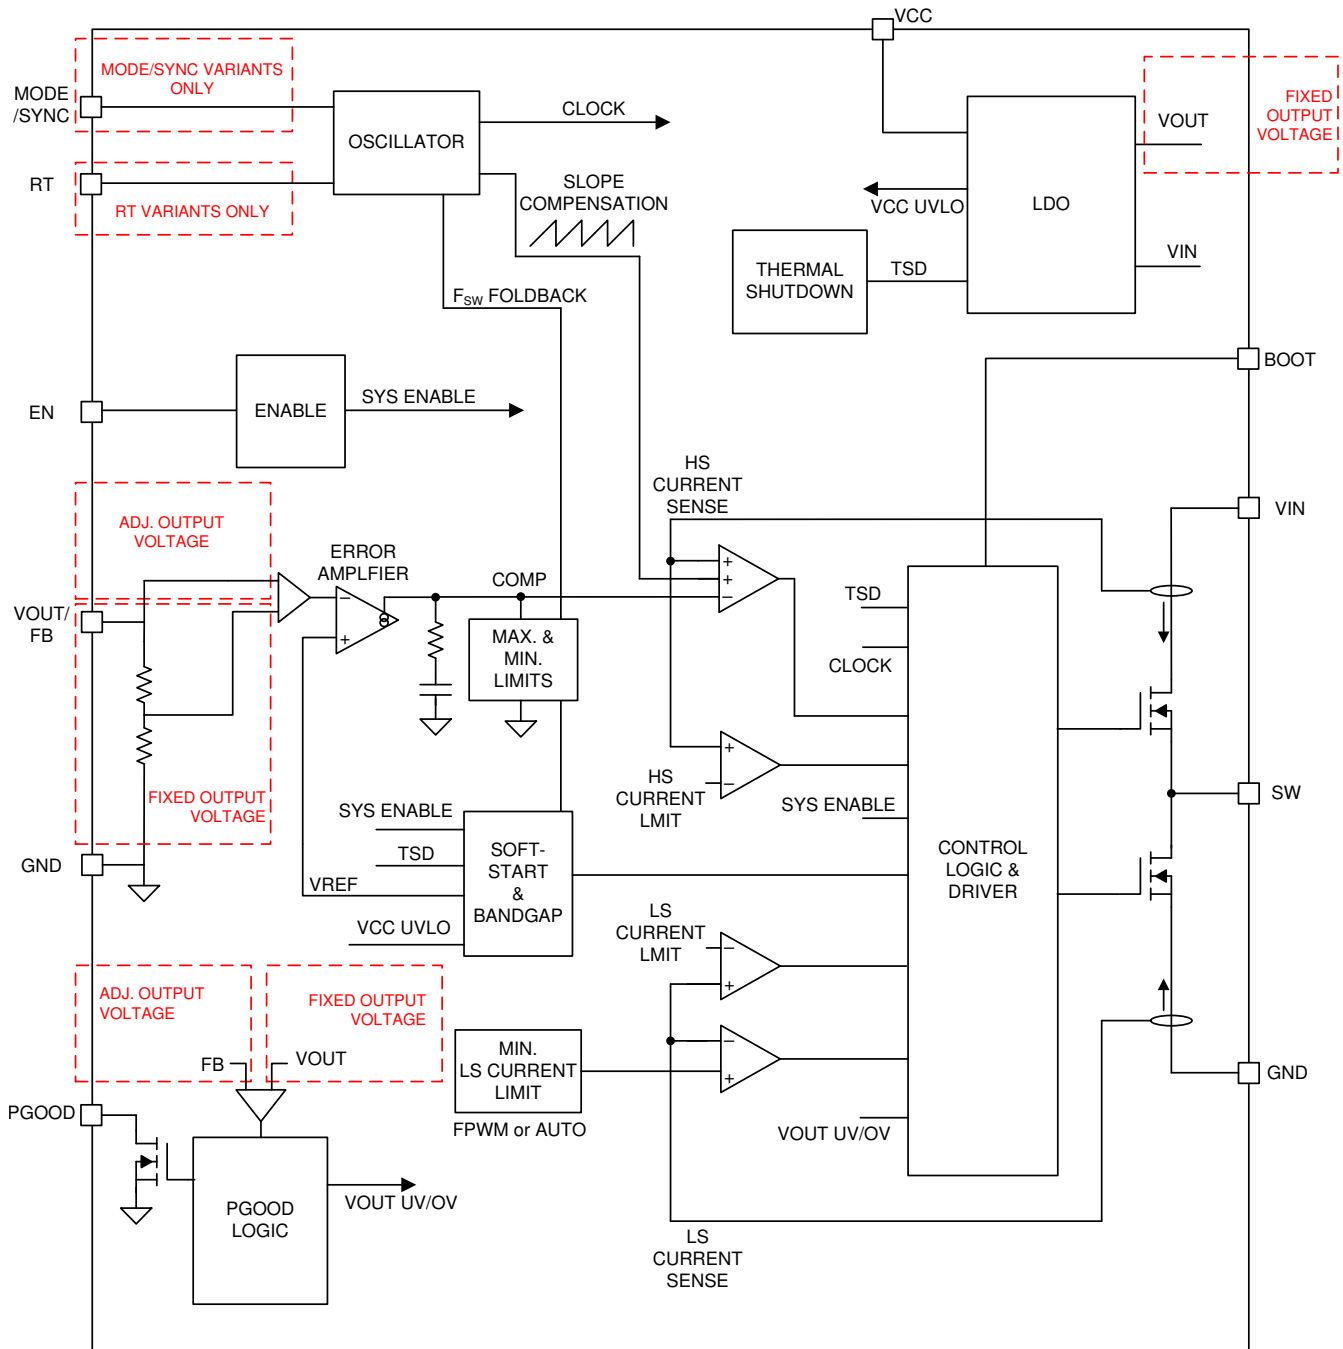 VCC
MODE/SYNC VARIANTS
ONLY
MODE
/SYNC
RT
RT VARIANTS ONLY
OSCILLATOR
CLOCK
SLOPE
COMPENSATION
FSW FOLDBACK
FIXED
OUTPUT
VOLTAGE
VOUT
LDO
VCC UVLO
VIN
THERMAL
SHUTDOWN
TSD
BOOT
EN
ENABLE
SYS ENABLE
HS
CURRENT
SENSE
VIN
ADJ. OUTPUT
VOLTAGE
ERROR
AMPLFIER
COMP
VOUT/
FB
−
+
MAX. &
MIN.
LIMITS
+
+
−
TSD
CLOCK
FIXED OUTPUT
VOLTAGE
+
−
HS
CURRENT
LMIT
SYS ENABLE
SW
GND
SYS ENABLE
TSD
VREF
VCC UVLO
SOFT-
START
&
BANDGAP
CONTROL
LOGIC &
DRIVER
LS
CURRENT
LMIT
−
+
ADJ. OUTPUT
VOLTAGE
FIXED OUTPUT
VOLTAGE
FB
VOUT
MIN.
LS CURRENT
LIMIT
FPWM or AUTO
−
+
GND
PGOOD
VOUT UV/OV
PGOOD
LOGIC
VOUT UV/OV
LS
CURRENT
SENSE